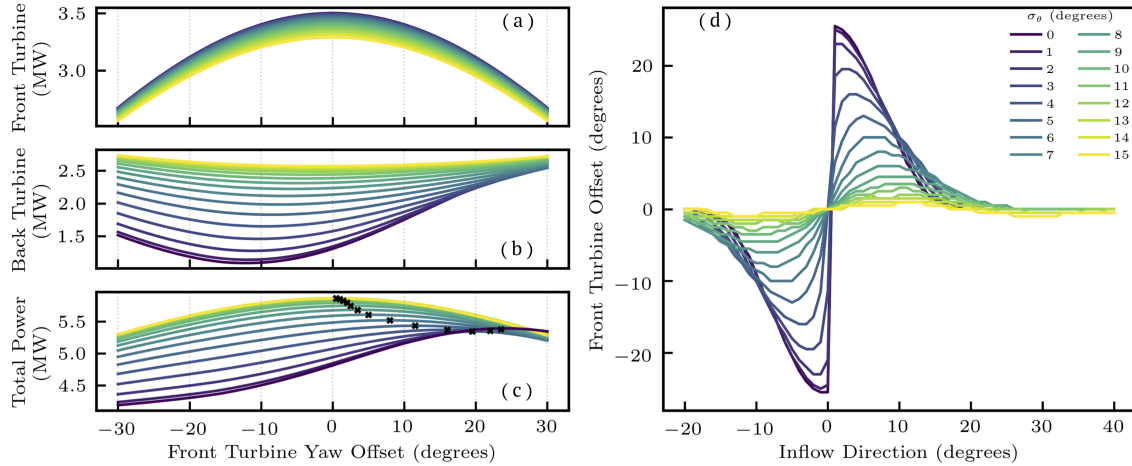 (a)
Front Turbine
(MW)
3.5
3.0
(b)
Back Turbine
(MW)
2.5
2.0
1.5
(c)
Total Power
(MW)
5.5
5.0
4.5
−30 −20 −10 0 10 20 30
Front Turbine Yaw Offset (degrees)
(d)
σθ (degrees)
0 8
1 9
2 10
3 11
4 12
5 13
6 14
7 15
Front Turbine Offset (degrees)
20
10
0
−10
−20
−20 −10 0 10 20 30 40
Inflow Direction (degrees)